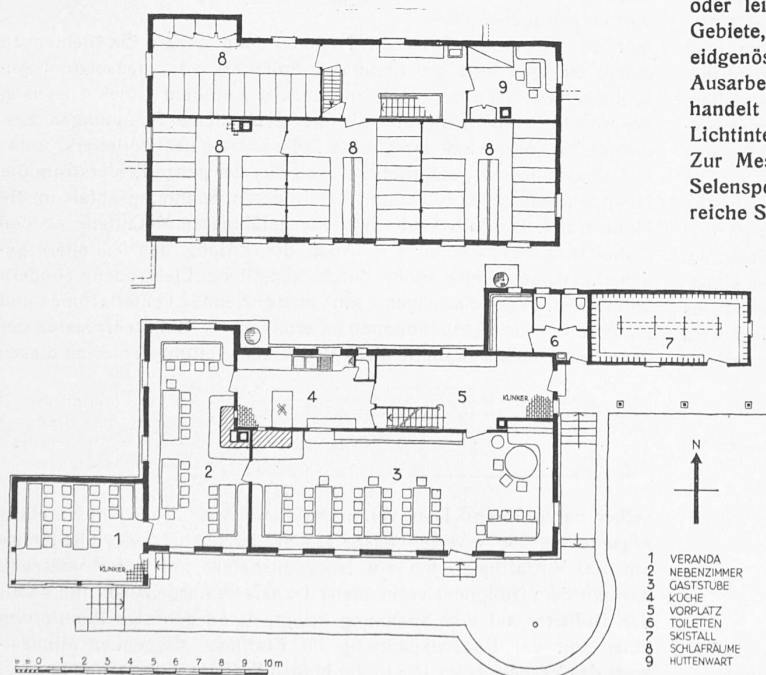 oder lei
Gebiete,
eidgenös
Ausarbe
handelt
Lichtinte
Zur Mes
Selenspe
reiche S
8
9
8
8
8
6
7
4
5
KLINKER
2
3
1
KLINKER
N
1 VERANDA
2 NEBENZIMMER
3 GASTSTUBE
4 KÜCHE
5 VORPLATZ
6 TOILETTEN
7 SKISTALL
8 SCHLAFRÄUME
9 HÜTTENWART
0 1 2 3 4 5 6 7 8 9 10 m